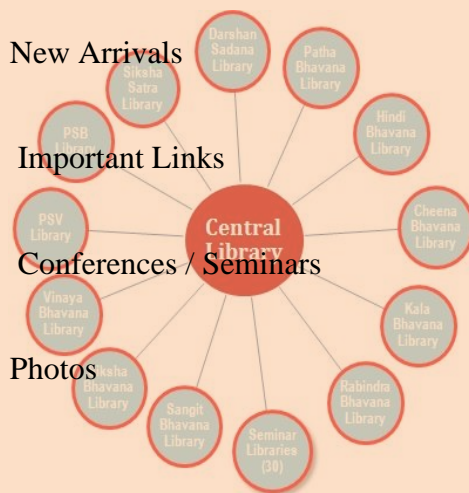 New Arrivals
Important Links
Conferences / Seminars
Photos
Darshan
Sadana
Library
Patha
Bhavana
Library
Hindi
Bhavana
Library
Cheena
Bhavana
Library
Kala
Bhavana
Library
Rabindra
Bhavana
Library
Seminar
Libraries
(30)
Sangit
Bhavana
Library
Siksha
Bhavana
Library
Vinaya
Bhavana
Library
PSV
Library
PSB
Library
Siksha
Satra
Library
Central
Library